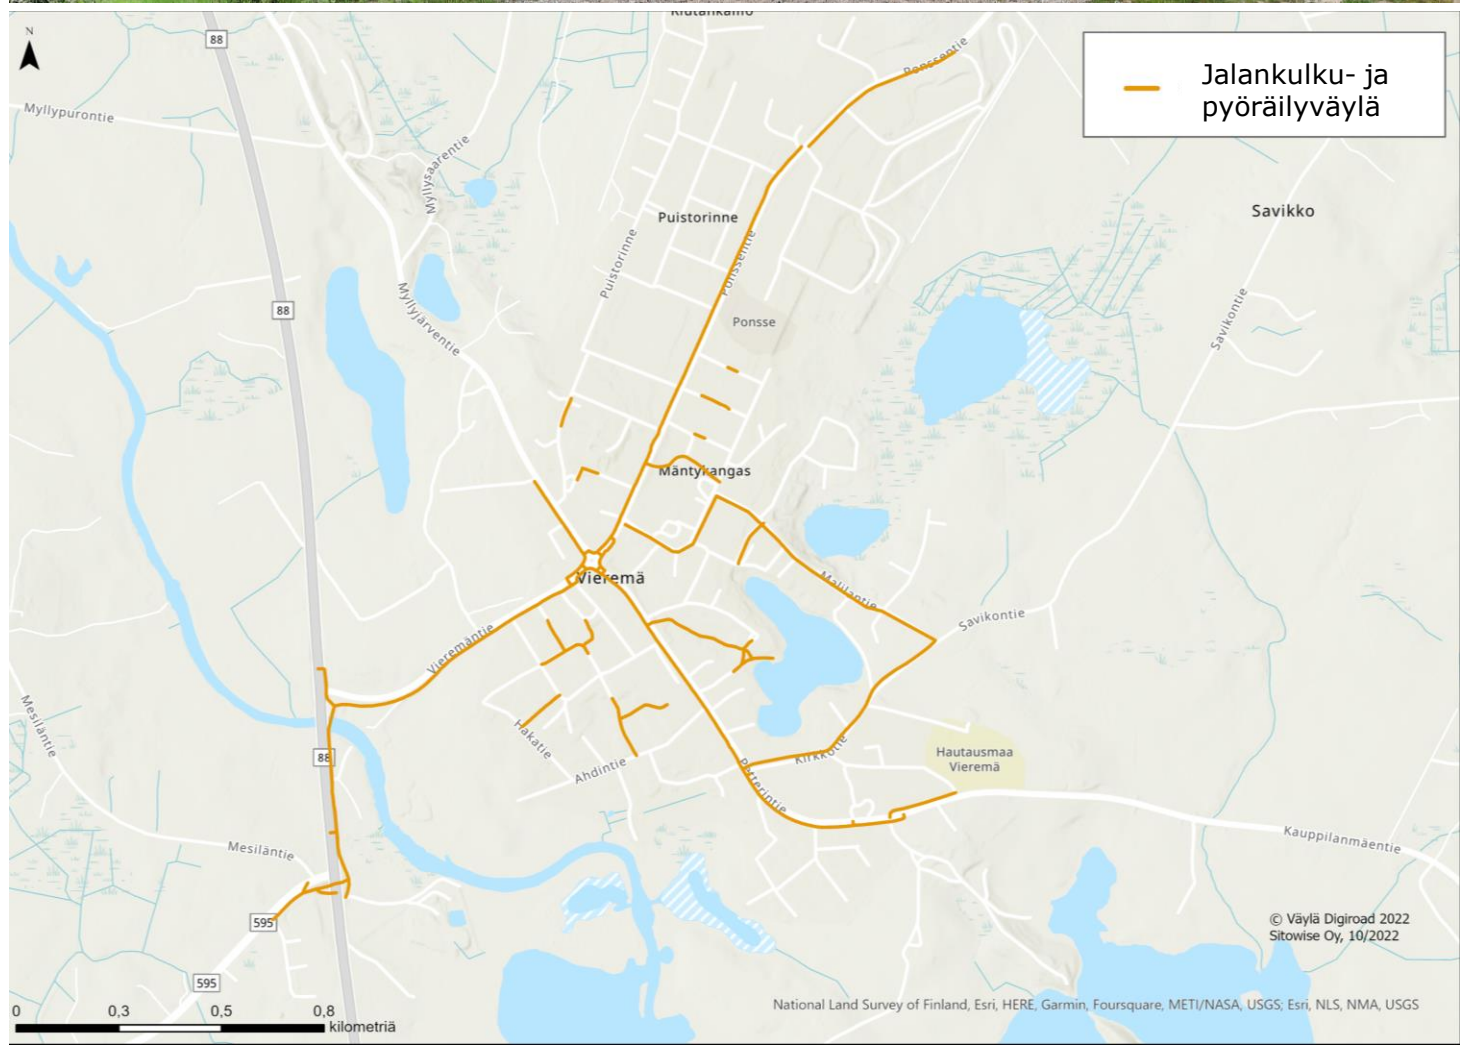 Riutankallio
N
88
Ponssentie
Jalankulku- ja
pyöräilyväylä
Myllypurontie
Myllysaarentie
Puistorinne
Savikko
Puistorinne
Ponssentie
88
Myllyjärventie
Ponsse
Savikontie
Mäntykangas
Vieremä
Malilantie
Savikontie
Vieremäntie
Mesiläntie
Hakatie
88
Ahdintie
Petterintie
Kirkkotie
Hautausmaa
Vieremä
Kauppilanmäentie
Mesiläntie
595
© Väylä Digiroad 2022
Sitowise Oy, 10/2022
595
0 0,3 0,5 0,8
kilometriä
National Land Survey of Finland, Esri, HERE, Garmin, Foursquare, METI/NASA, USGS; Esri, NLS, NMA, USGS